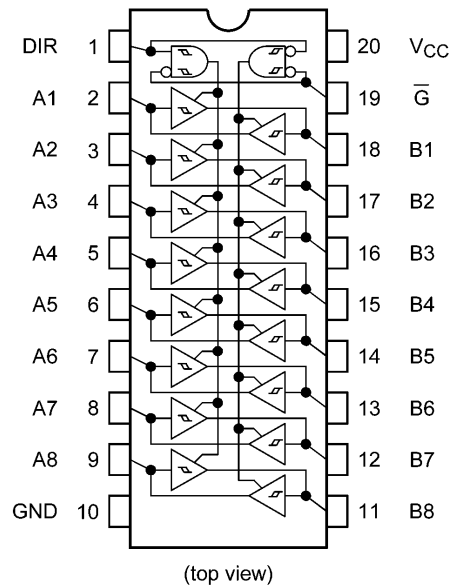 DIR 1 20 VCC
A1 2 19 G̅
A2 3 18 B1
A3 4 17 B2
A4 5 16 B3
A5 6 15 B4
A6 7 14 B5
A7 8 13 B6
A8 9 12 B7
GND 10 11 B8
(top view)